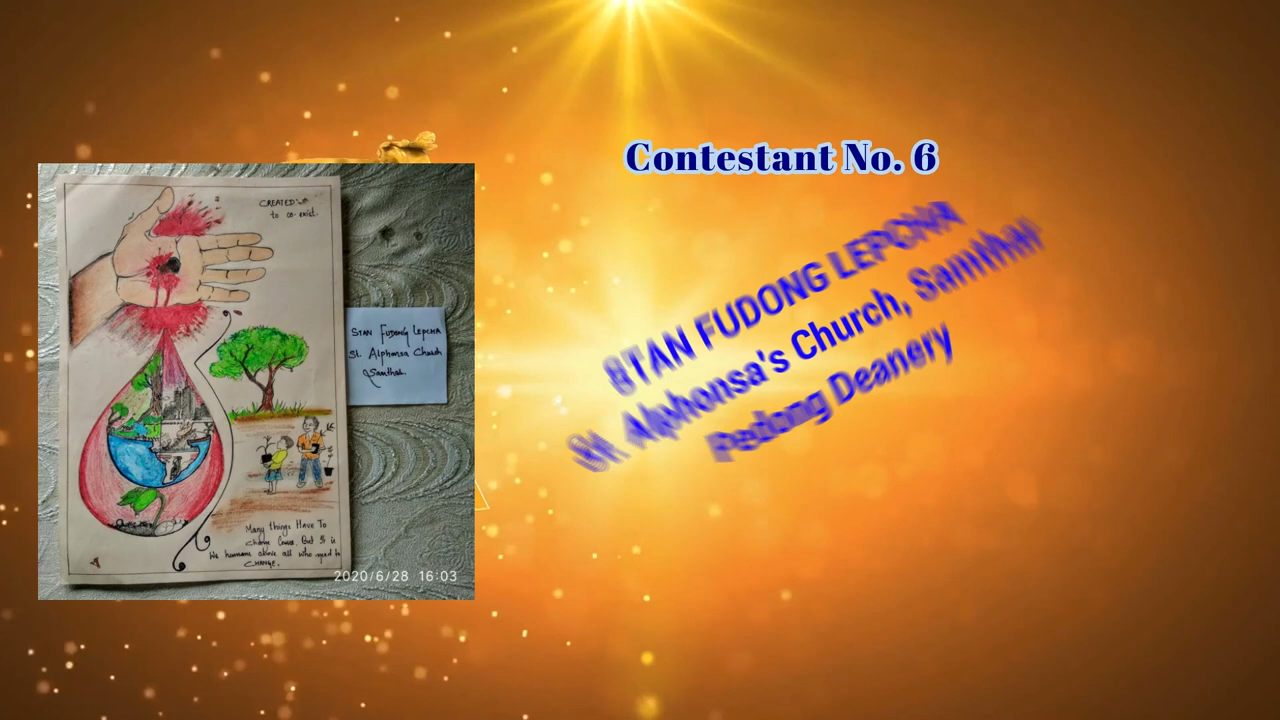 Contestant No. 6
STAN FUDONG LEPCHA
St. Alphonsa's Church, Samthar
Pedong Deanery
CREATED
to co-exist.
STAN Fudong LEPCHA
St. Alphonsa Church
Samthar
Many things HAVE TO
change Course. But It is
We humans above all who need to
CHANGE.
2020/6/28 16:03